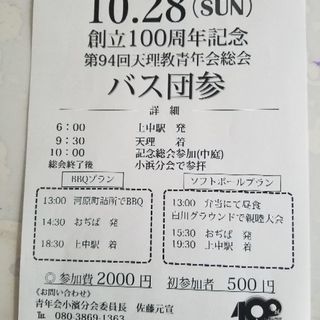 10.28(SUN)
創立100周年記念
第94回天理教青年会総会
バス団参
詳 細
6:00 上中駅 発
9:30 天理 着
10:00 記念総会参加(中庭)
総会終了後 小浜分会で参拝
BBQプラン
13:00 河原町詰所でBBQ
14:30 おぢば 発
18:30 上中駅 着
ソフトボールプラン
13:00 弁当にて昼食
白川グラウンドで親睦大会
15:30 おぢば 発
19:30 上中駅 着
◎参加費2000円 初参加者 500円
《お問い合わせ》
青年会小濱分会委員長 佐藤元宣
℡ 080-3869-1363
100